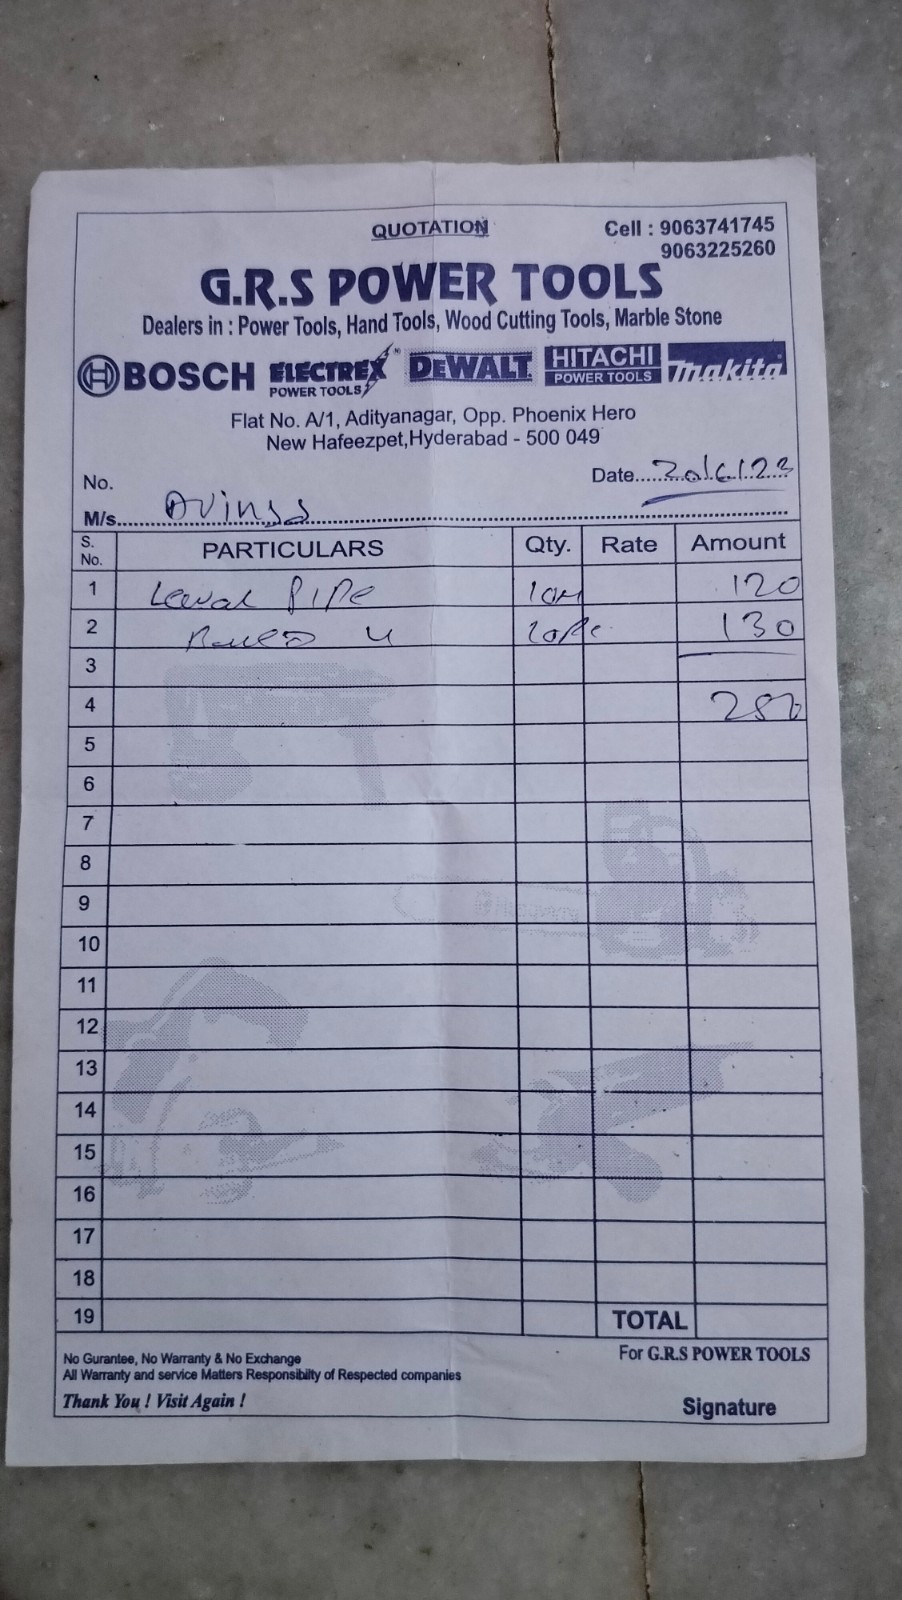 QUOTATION
Cell : 9063741745
9063225260
G.R.S POWER TOOLS
Dealers in : Power Tools, Hand Tools, Wood Cutting Tools, Marble Stone
BOSCH ELECTREX POWER TOOLS DEWALT HITACHI POWER TOOLS makita
Flat No. A/1, Adityanagar, Opp. Phoenix Hero
New Hafeezpet,Hyderabad - 500 049
No. Date 20/6/23
M/s
S. No. PARTICULARS Qty. Rate Amount
1 Leval PIPe 10M 120
2 130
3
4 250
5
6
7
8
9
10
11
12
13
14
15
16
17
18
19 TOTAL
No Gurantee, No Warranty & No Exchange
For G.R.S POWER TOOLS
All Warranty and service Matters Responsibilty of Respected companies
Thank You ! Visit Again !
Signature